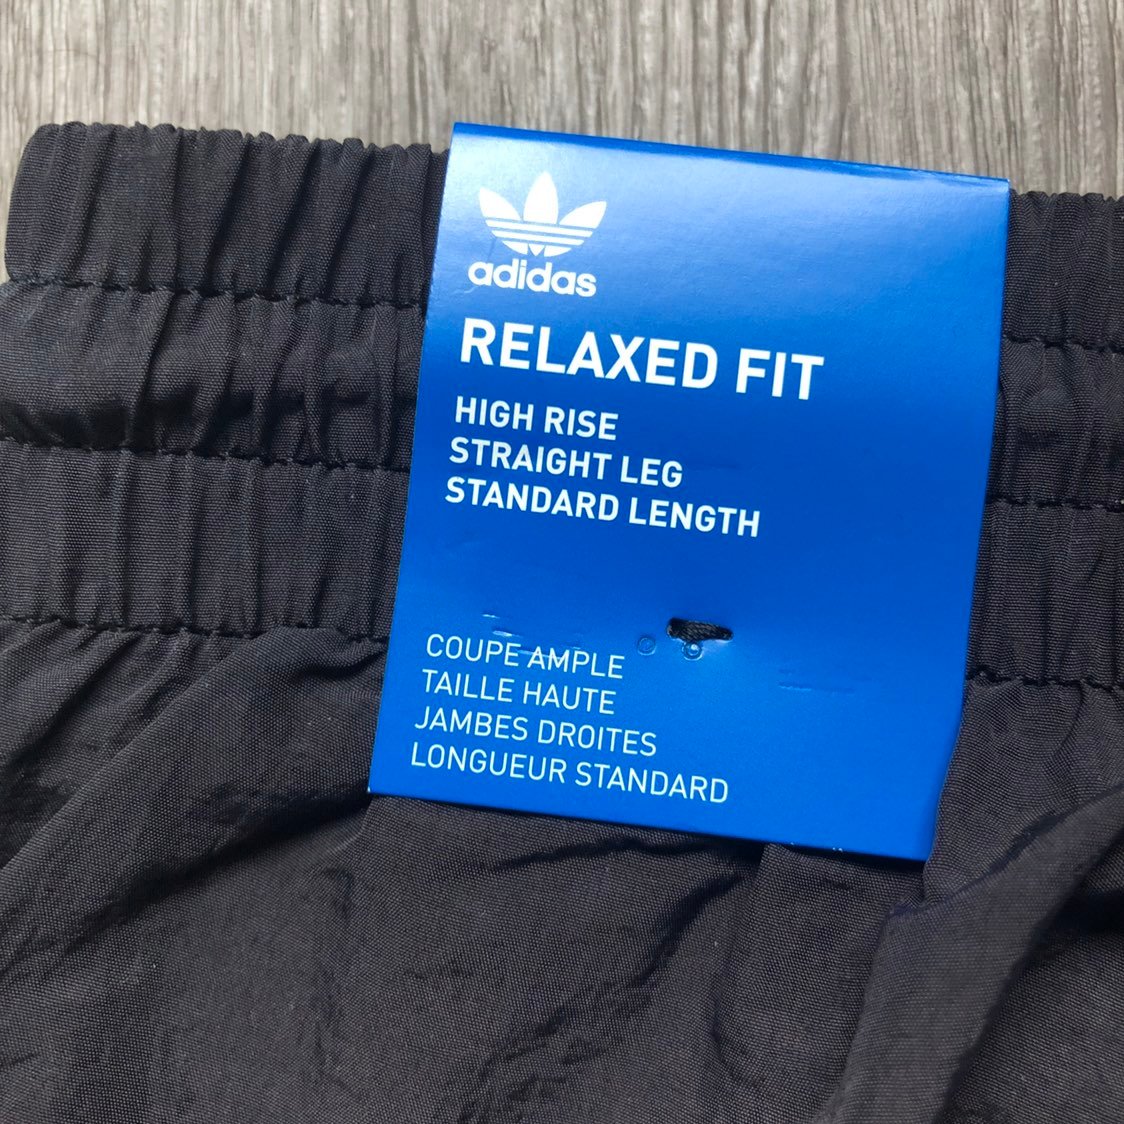 adidas
RELAXED FIT
HIGH RISE
STRAIGHT LEG
STANDARD LENGTH
COUPE AMPLE
TAILLE HAUTE
JAMBES DROITES
LONGUEUR STANDARD